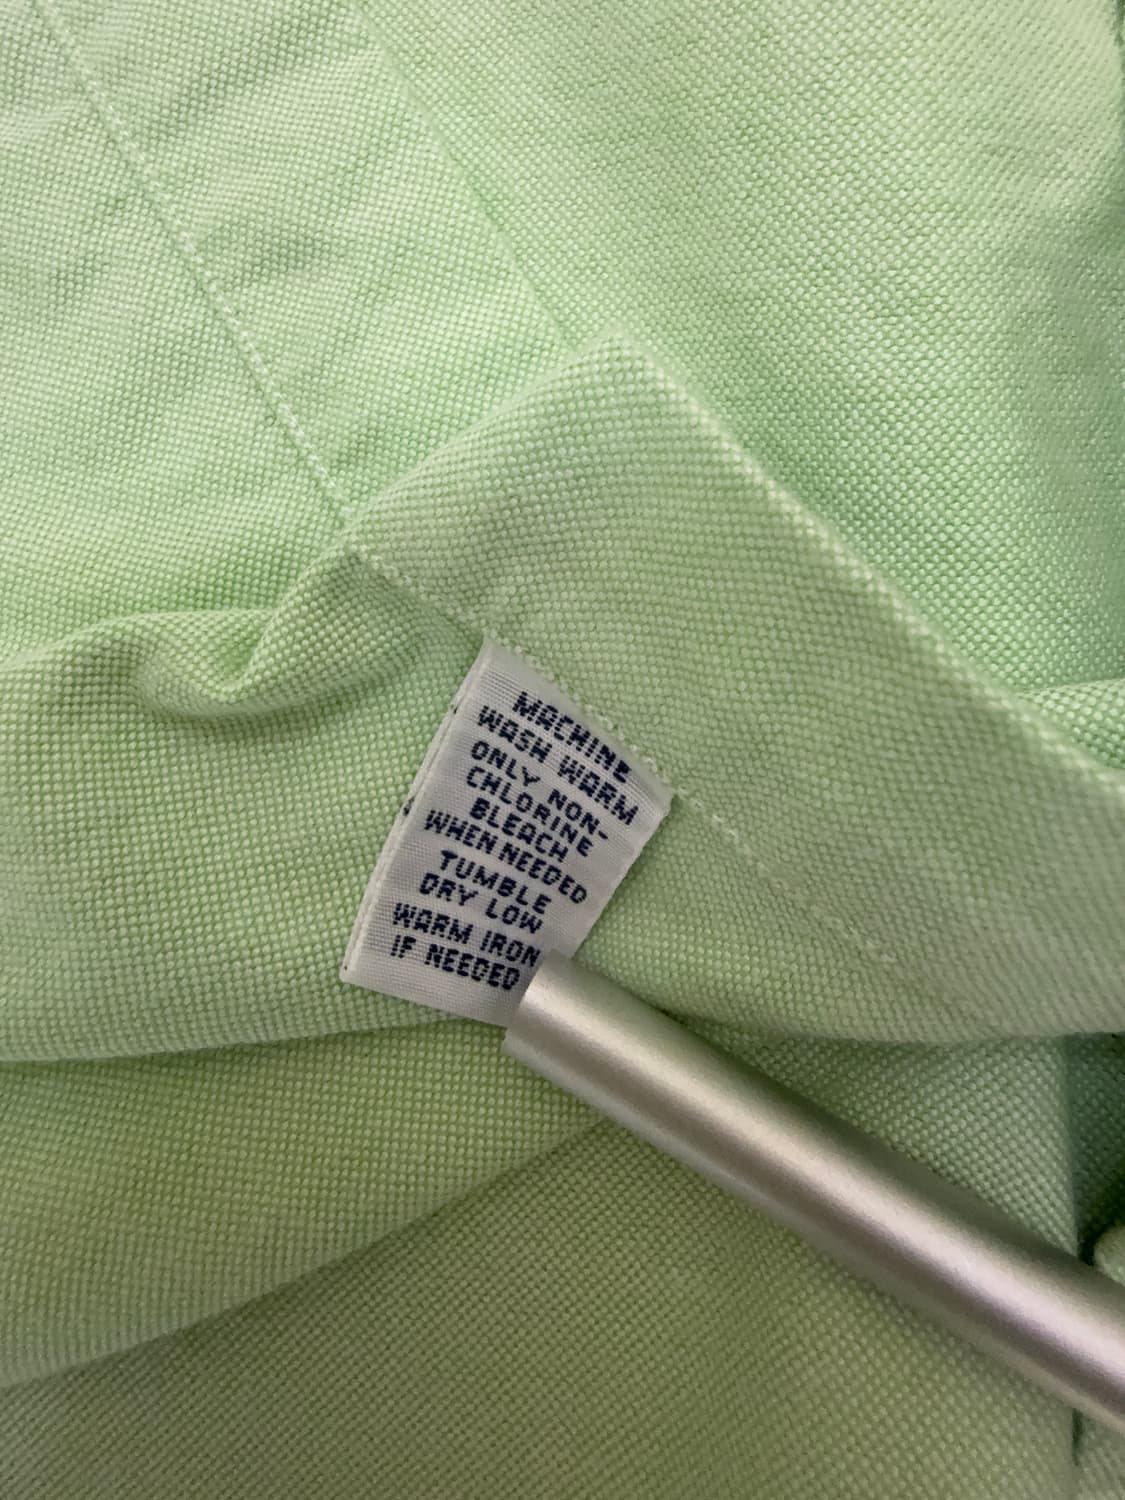 MACHINE
WASH WARM
ONLY NON-
CHLORINE
BLEACH
WHEN NEEDED
TUMBLE
DRY LOW
WARM IRON
IF NEEDED